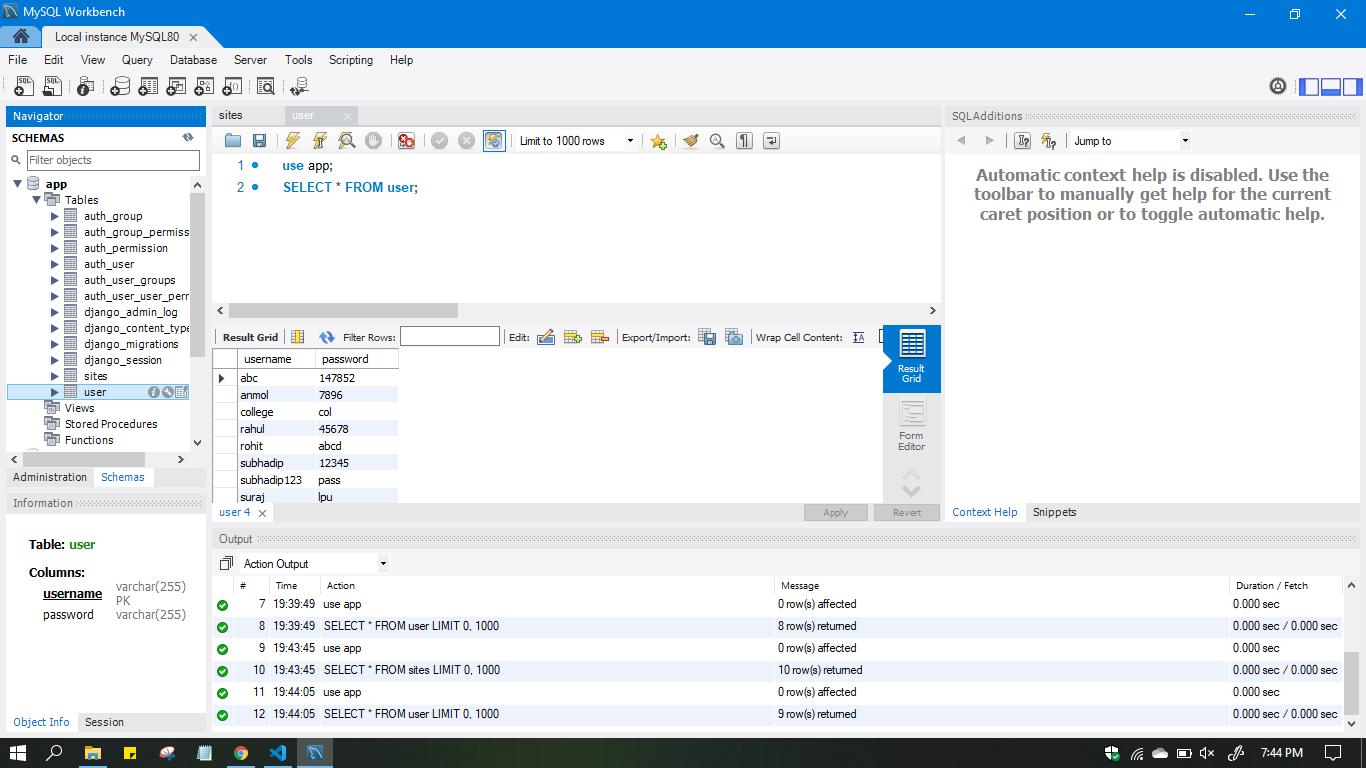 MySQL Workbench
Local instance MySQL80
File Edit View Query Database Server Tools Scripting Help
Navigator
SCHEMAS
Filter objects
app
Tables
auth_group
auth_group_permiss
auth_permission
auth_user
auth_user_groups
auth_user_user_perr
django_admin_log
django_content_type
django_migrations
django_session
sites
user
Views
Stored Procedures
Functions
Administration Schemas
Information
Table: user
Columns:
username varchar(255) PK
password varchar(255)
Object Info Session
sites user
Limit to 1000 rows
1 use app;
2 SELECT * FROM user;
Result Grid Filter Rows: Edit: Export/Import: Wrap Cell Content:
username password
abc 147852
anmol 7896
college col
rahul 45678
rohit abcd
subhadip 12345
subhadip123 pass
suraj lpu
Result Grid
Form Editor
user 4 Apply Revert
SQLAdditions
Jump to
Automatic context help is disabled. Use the
toolbar to manually get help for the current
caret position or to toggle automatic help.
Context Help Snippets
Output
Action Output
# Time Action Message Duration / Fetch
7 19:39:49 use app 0 row(s) affected 0.000 sec
8 19:39:49 SELECT * FROM user LIMIT 0, 1000 8 row(s) returned 0.000 sec / 0.000 sec
9 19:43:45 use app 0 row(s) affected 0.000 sec
10 19:43:45 SELECT * FROM sites LIMIT 0, 1000 10 row(s) returned 0.000 sec / 0.000 sec
11 19:44:05 use app 0 row(s) affected 0.000 sec
12 19:44:05 SELECT * FROM user LIMIT 0, 1000 9 row(s) returned 0.000 sec / 0.000 sec
7:44 PM